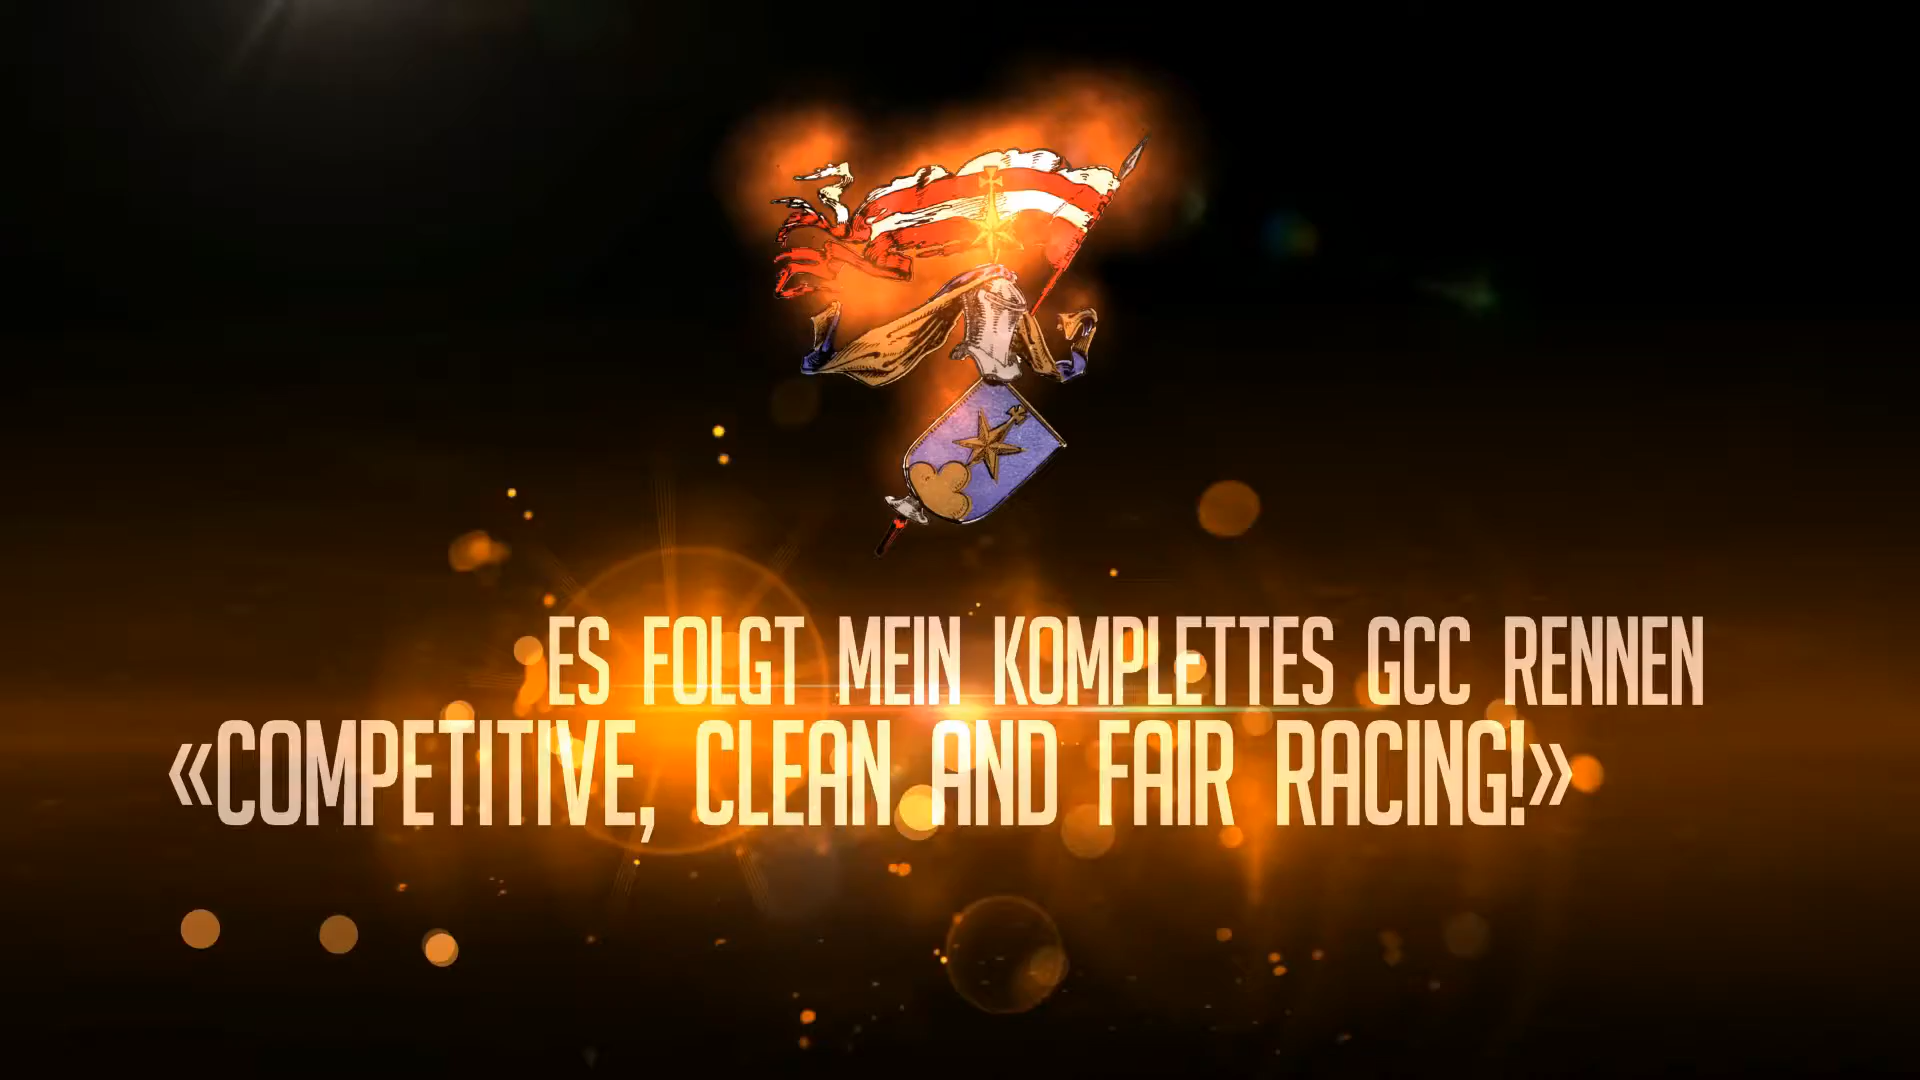 ES FOLGT MEIN KOMPLETTES GCC RENNEN
«COMPETITIVE, CLEAN AND FAIR RACING!»